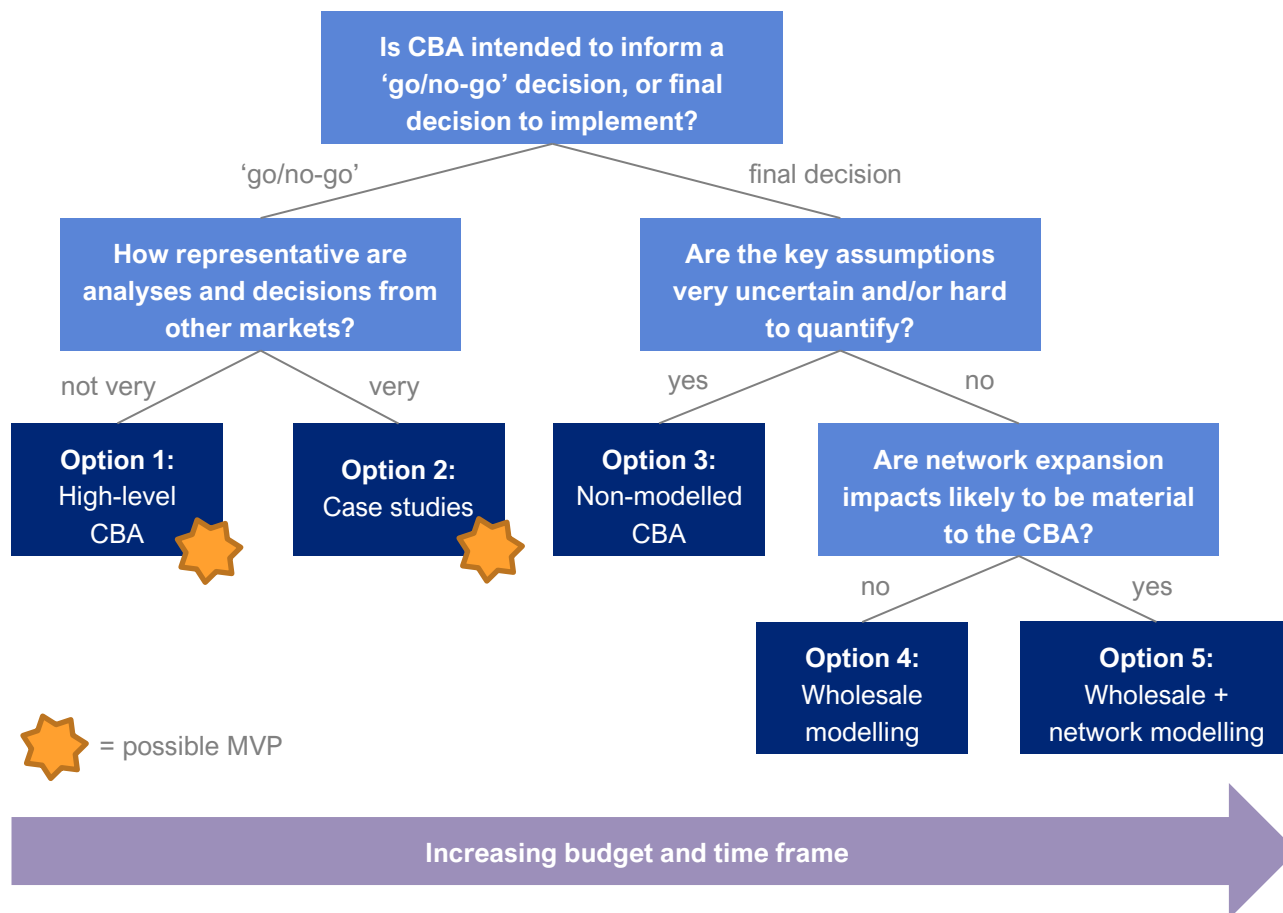 Is CBA intended to inform a
‘go/no-go’ decision, or final
decision to implement?
‘go/no-go’
final decision
How representative are
analyses and decisions from
other markets?
Are the key assumptions
very uncertain and/or hard
to quantify?
not very
very
yes
no
Option 1:
High-level
CBA
Option 2:
Case studies
Option 3:
Non-modelled
CBA
Are network expansion
impacts likely to be material
to the CBA?
no
yes
Option 4:
Wholesale
modelling
Option 5:
Wholesale +
network modelling
= possible MVP
Increasing budget and time frame